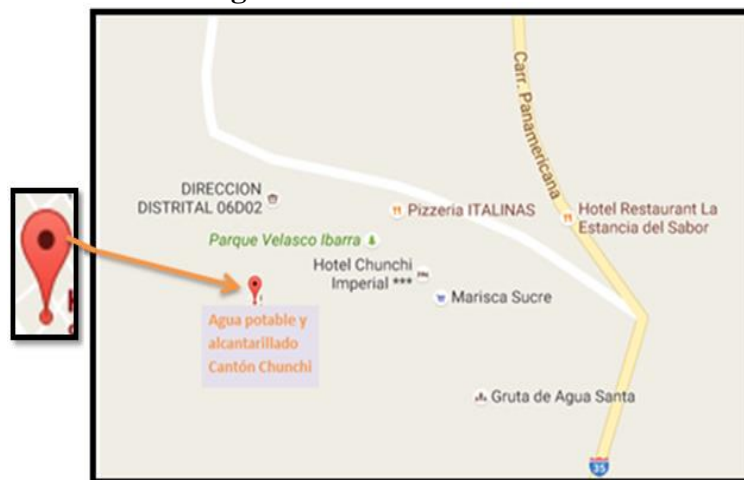 Carr. Panamericana
DIRECCION
DISTRITAL 06D02
Pizzeria ITALINAS
Hotel Restaurant La
Estancia del Sabor
Parque Velasco Ibarra
Hotel Chunchi
Imperial ***
Marisca Sucre
Agua potable y
alcantarillado
Cantón Chunchi
Gruta de Agua Santa
35